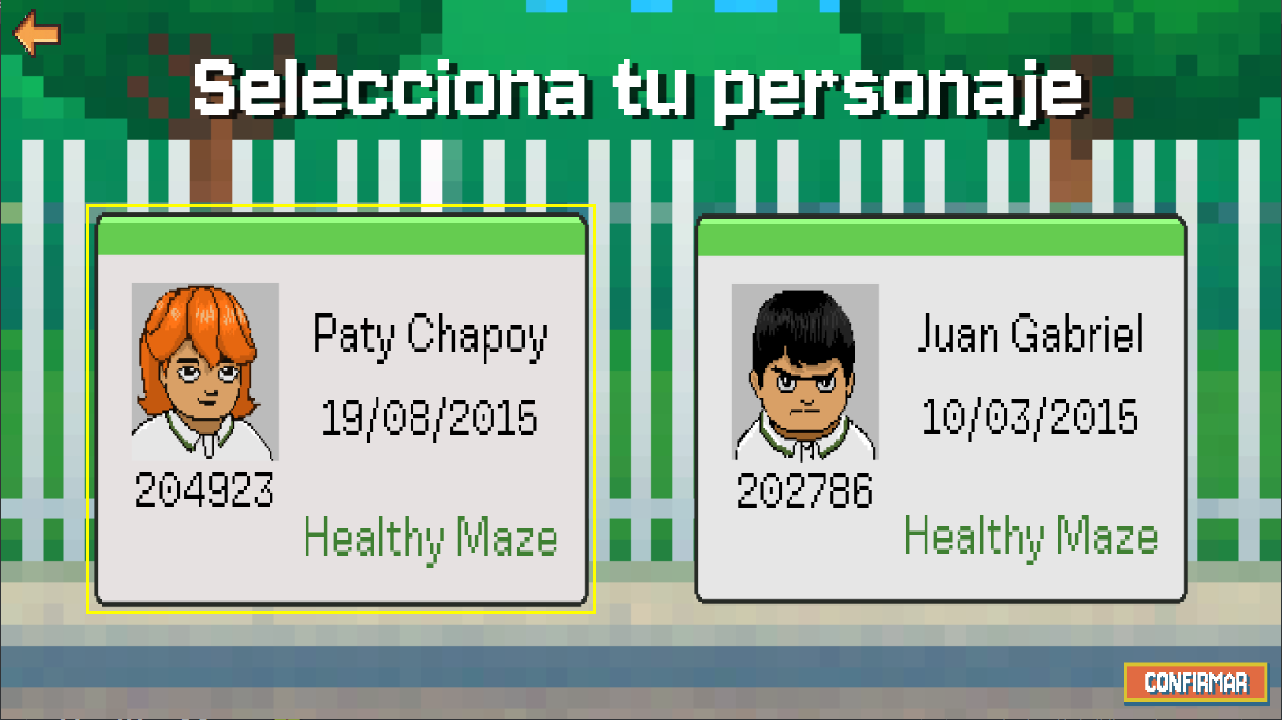 Selecciona tu personaje
Paty Chapoy
19/08/2015
204923
Healthy Maze
Juan Gabriel
10/03/2015
202786
Healthy Maze
CONFIRMAR